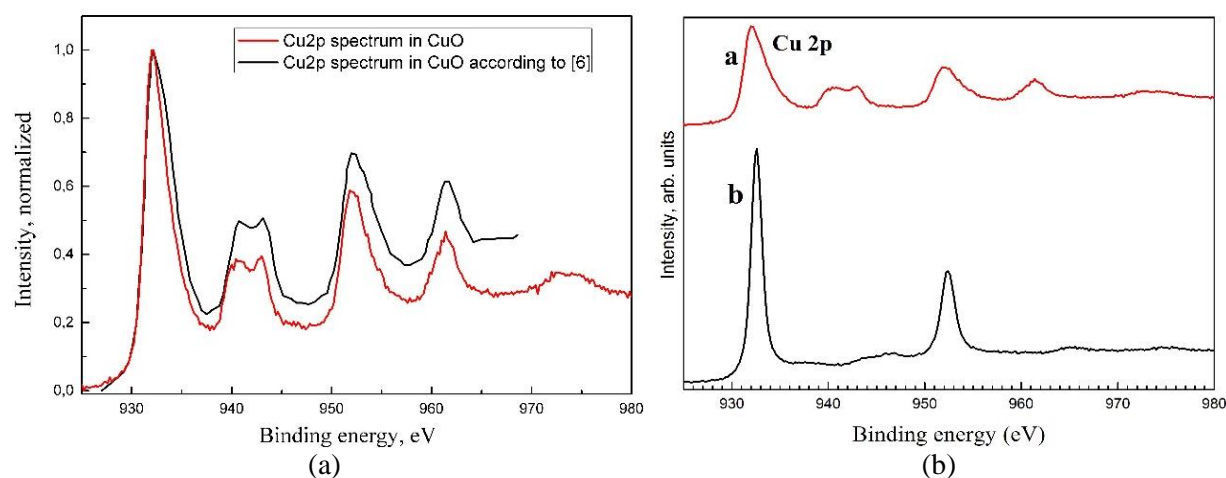 Cu2p spectrum in CuO
Cu2p spectrum in CuO according to [6]
1,0
0,8
0,6
0,4
0,2
0,0
Intensity, normalized
930
940
950
960
970
980
Binding energy, eV
(a)
a
Cu 2p
b
Intensity, arb. units
930
940
950
960
970
980
Binding energy (eV)
(b)